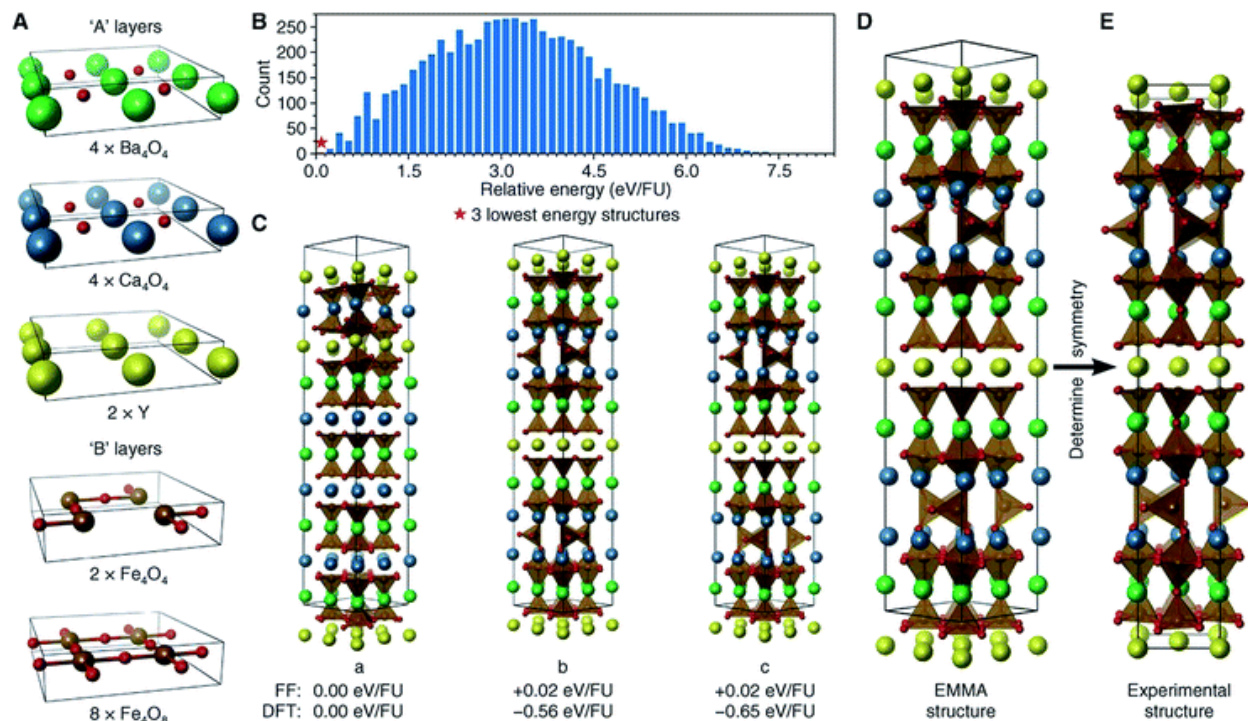 A
'A' layers
4 × Ba₄O₄
4 × Ca₄O₄
2 × Y
'B' layers
2 × Fe₄O₄
8 × Fe₄O₈
B
Count
250
200
150
100
50
0
0.0 1.5 3.0 4.5 6.0 7.5
Relative energy (eV/FU)
★ 3 lowest energy structures
C
a b c
FF: 0.00 eV/FU +0.02 eV/FU +0.02 eV/FU
DFT: 0.00 eV/FU −0.56 eV/FU −0.65 eV/FU
D
EMMA
structure
Determine symmetry
E
Experimental
structure